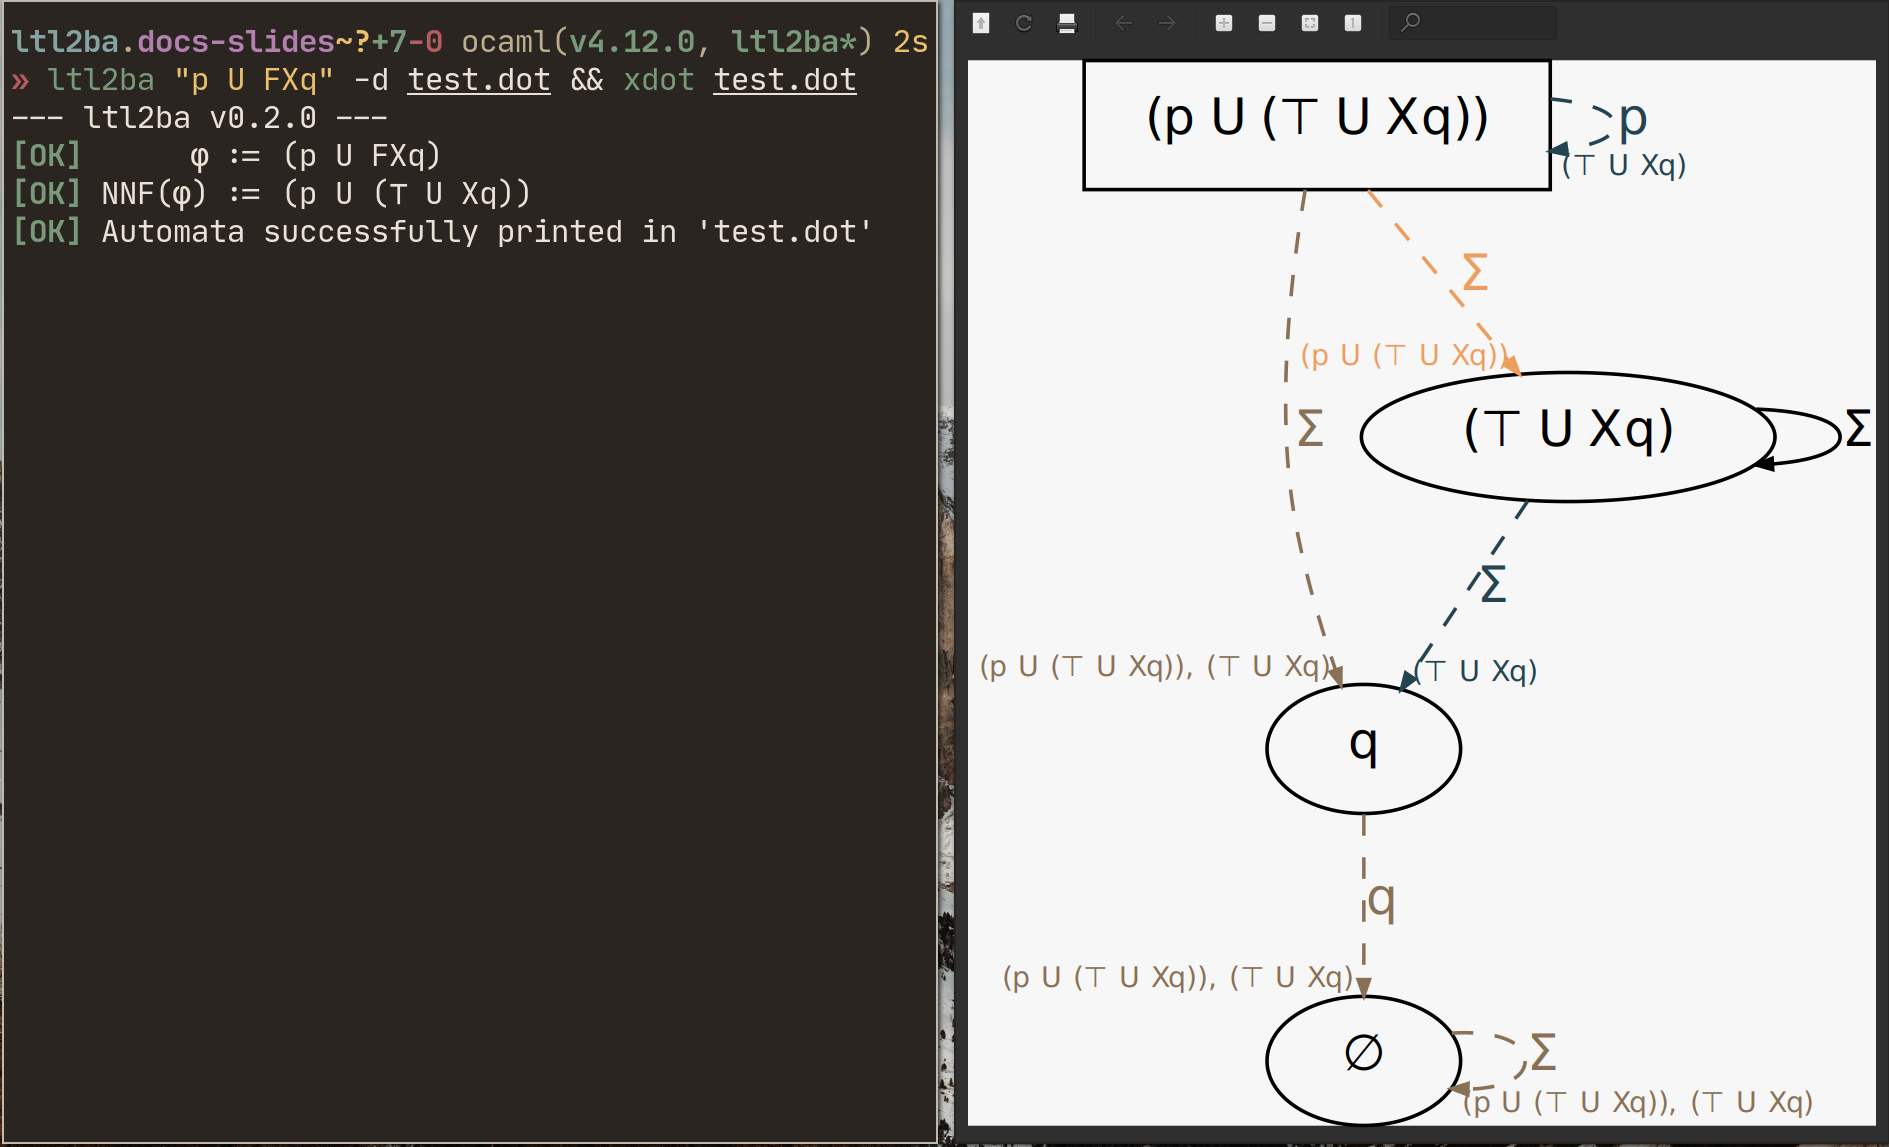 ltl2ba.docs-slides~?+7-0 ocaml(v4.12.0, ltl2ba*) 2s
» ltl2ba "p U FXq" -d test.dot && xdot test.dot
--- ltl2ba v0.2.0 ---
[OK]      φ := (p U FXq)
[OK] NNF(φ) := (p U (⊤ U Xq))
[OK] Automata successfully printed in 'test.dot'
1
(p U (⊤ U Xq))
p
(⊤ U Xq)
Σ
(p U (⊤ U Xq))
Σ
(⊤ U Xq)
Σ
Σ
(p U (⊤ U Xq)), (⊤ U Xq)
(⊤ U Xq)
q
q
(p U (⊤ U Xq)), (⊤ U Xq)
∅
Σ
(p U (⊤ U Xq)), (⊤ U Xq)